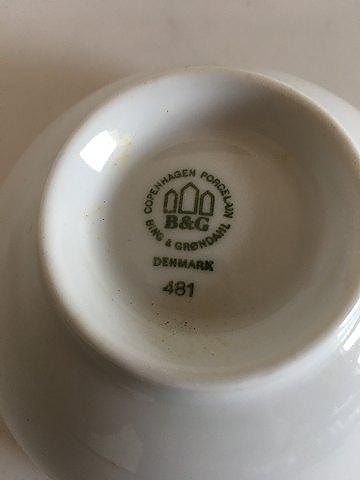 COPENHAGEN PORCELAIN
B&G
BING & GRØNDAHL
DENMARK
481